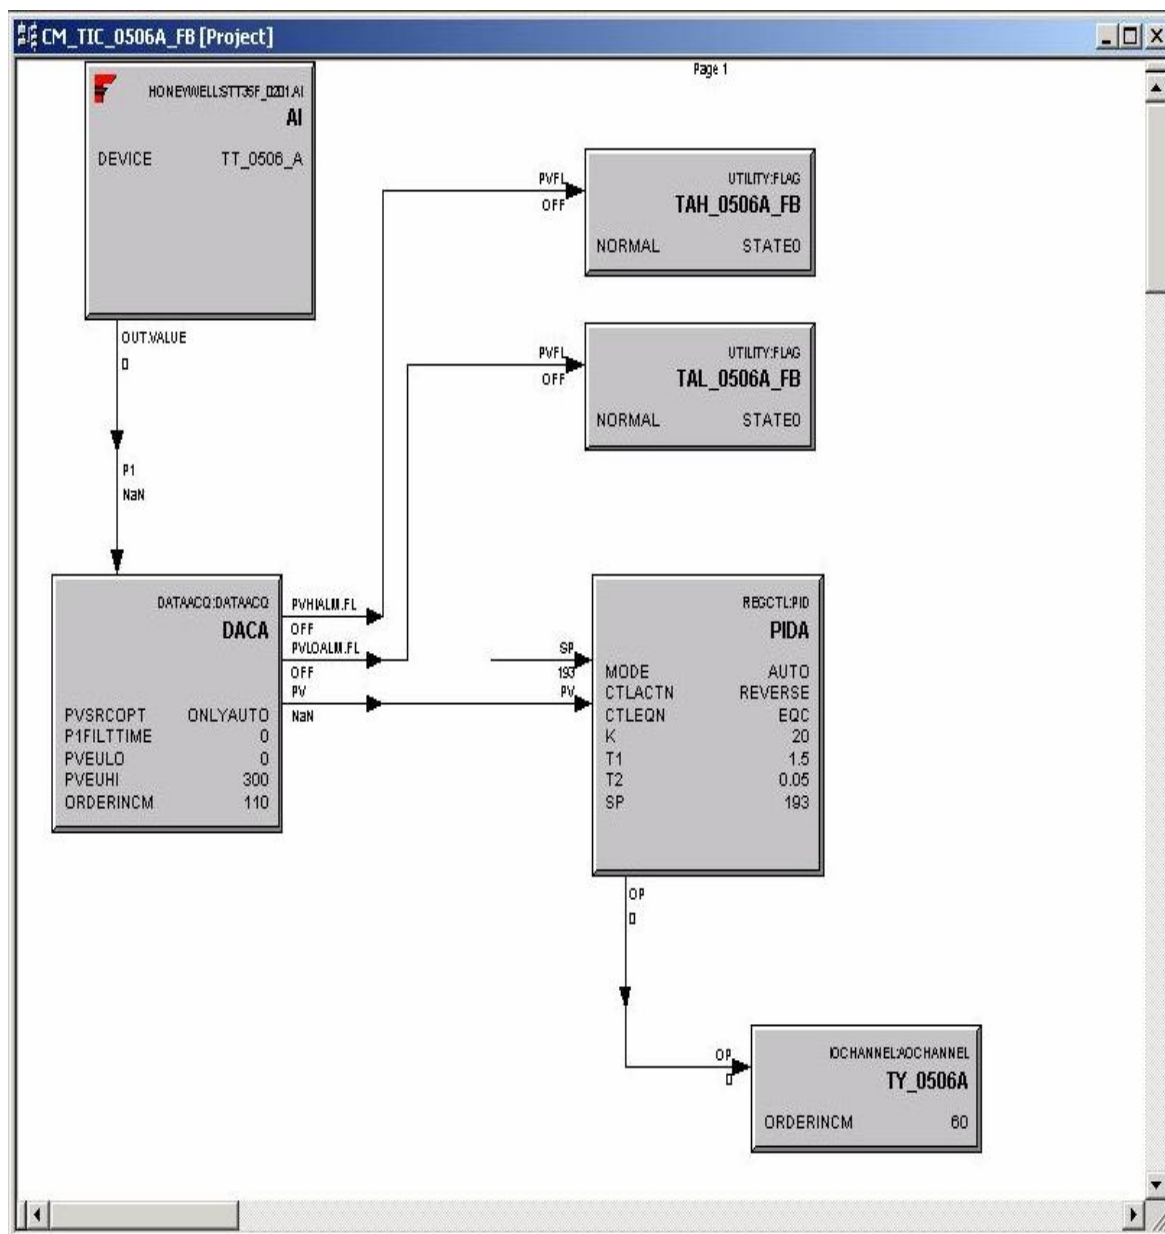 CM_TIC_0506A_FB [Project]
Page 1
HONEYWELL:STT35F_0201.AI
AI
DEVICE TT_0506_A
OUT.VALUE
0
P1
NaN
PVFL
OFF
UTILITY:FLAG
TAH_0506A_FB
NORMAL STATE0
PVFL
OFF
UTILITY:FLAG
TAL_0506A_FB
NORMAL STATE0
DATAACQ:DATAACQ
DACA
PVSRCOPT ONLYAUTO
P1FILTTIME 0
PVEULO 0
PVEUHI 300
ORDERINCM 110
PVHIALM.FL
OFF
PVLOALM.FL
OFF
PV
NaN
SP
193
PV
REGCTL:PID
PIDA
MODE AUTO
CTLACTN REVERSE
CTLEQN EQC
K 20
T1 1.5
T2 0.05
SP 193
OP
0
OP
0
IOCHANNEL:AOCHANNEL
TY_0506A
ORDERINCM 60